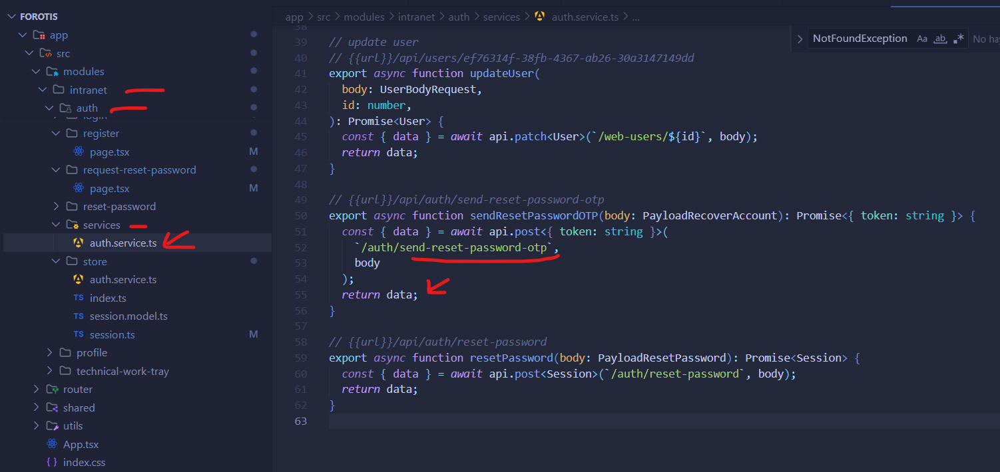 FOROTIS
app
src
modules
intranet
auth
login
register
page.tsx M
request-reset-password
page.tsx M
reset-password
services
auth.service.ts
store
auth.service.ts
index.ts
session.model.ts
session.ts M
profile
technical-work-tray
router
shared
utils
App.tsx
index.css
app > src > modules > intranet > auth > services > auth.service.ts > ...
NotFoundException Aa ab .* No
38
39 // update user
40 // {{url}}/api/users/ef76314f-38fb-4367-ab26-30a3147149dd
41 export async function updateUser(
42 body: UserBodyRequest,
43 id: number,
44 ): Promise<User> {
45 const { data } = await api.patch<User>(`/web-users/${id}`, body);
46 return data;
47 }
48
49 // {{url}}/api/auth/send-reset-password-otp
50 export async function sendResetPasswordOTP(body: PayloadRecoverAccount): Promise<{ token: string }> {
51 const { data } = await api.post<{ token: string }>(
52 `/auth/send-reset-password-otp`,
53 body
54 );
55 return data;
56 }
57
58 // {{url}}/api/auth/reset-password
59 export async function resetPassword(body: PayloadResetPassword): Promise<Session> {
60 const { data } = await api.post<Session>(`/auth/reset-password`, body);
61 return data;
62 }
63